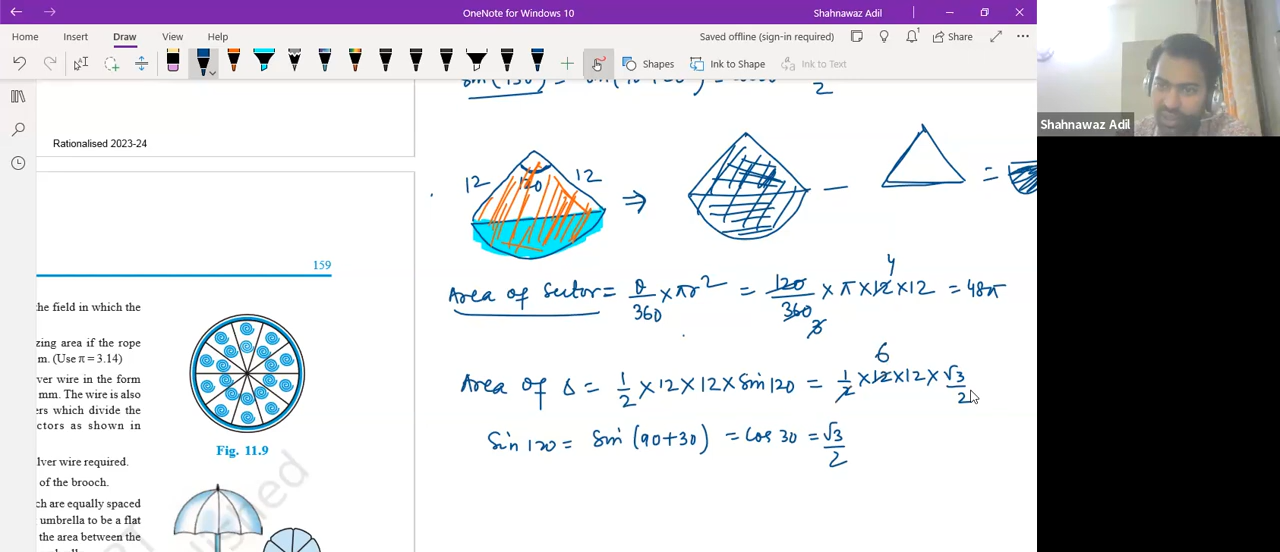 OneNote for Windows 10
Shahnawaz Adil
Home Insert Draw View Help
Saved offline (sign-in required)
Share
Shapes
Ink to Shape
Ink to Text
Shahnawaz Adil
2
Rationalised 2023-24
12 120 12 ⇒ − =
159
the field in which the
zing area if the rope
m. (Use π = 3.14)
ver wire in the form
mm. The wire is also
ers which divide the
ctors as shown in
Fig. 11.9
lver wire required.
of the brooch.
ch are equally spaced
umbrella to be a flat
the area between the
Area of Sector = θ/360 × πr² = 120/360 × π × 12 × 12 = 48π
4
3
6
Area of Δ = 1/2 × 12 × 12 × Sin 120 = 1/2 × 12 × 12 × √3/2
Sin 120 = Sin (90+30) = Cos 30 = √3/2